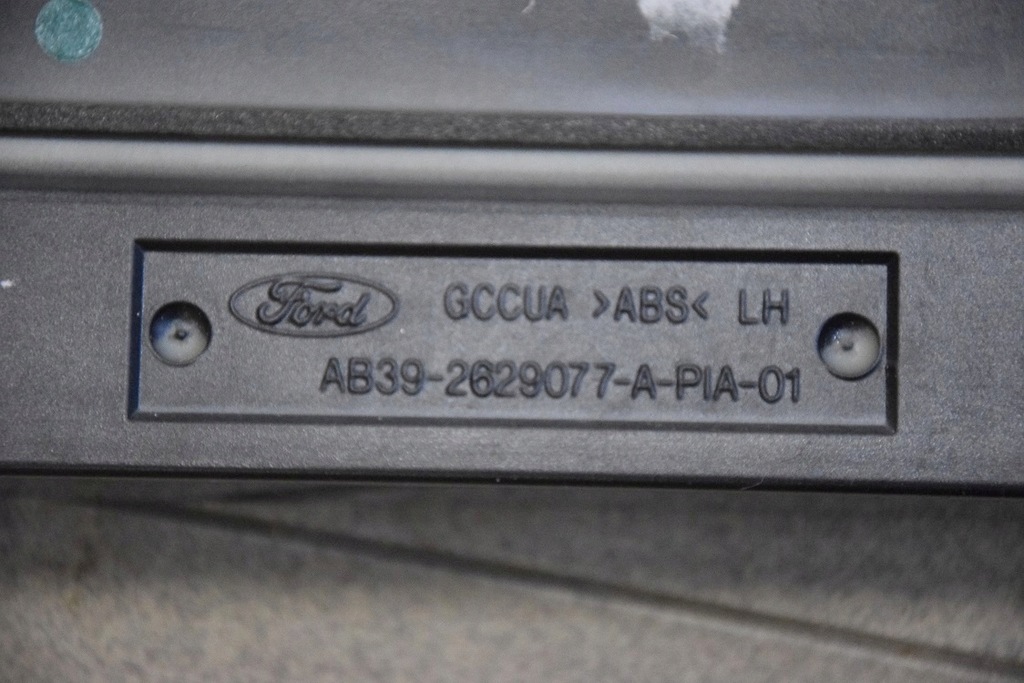 Ford GCCUA >ABS< LH
AB39-2629077-A-PIA-01